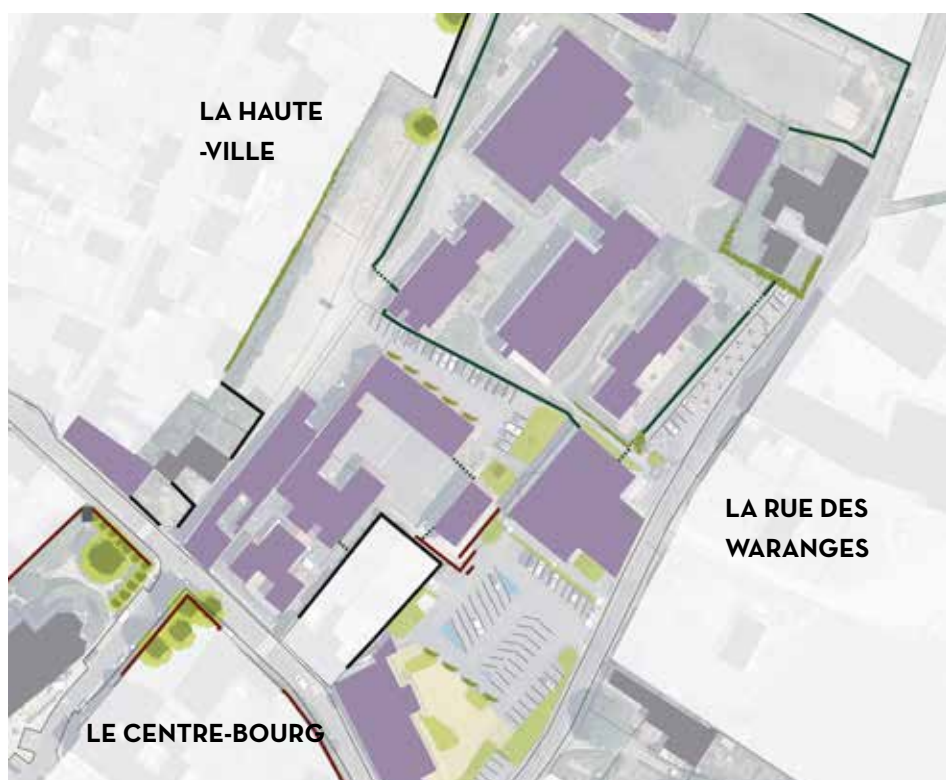 LA HAUTE
-VILLE
LA RUE DES
WARANGES
LE CENTRE-BOURG